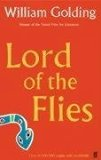 William Golding
Winner of the Nobel Prize for Literature
Lord
of the
Flies